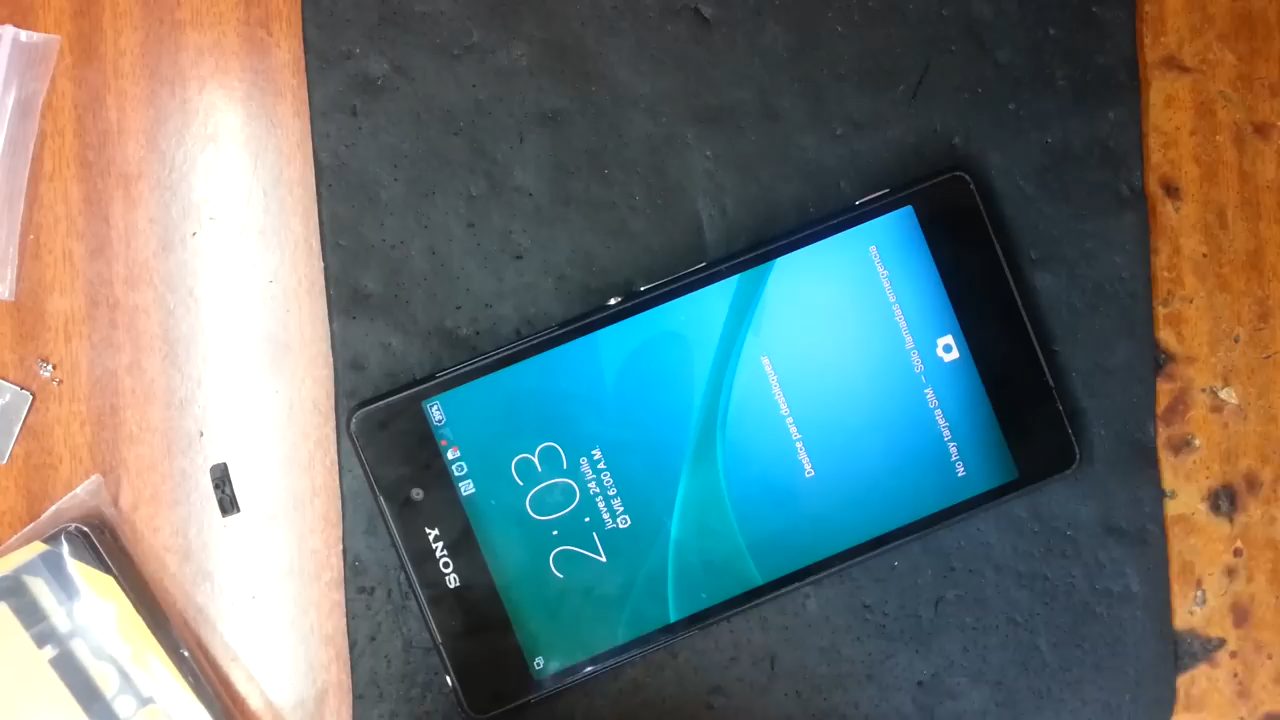 SONY
39%
2:03
jueves 24 julio
VIE 6:00 A.M.
Deslice para desbloquear
No hay tarjeta SIM. – Solo llamadas emergencia